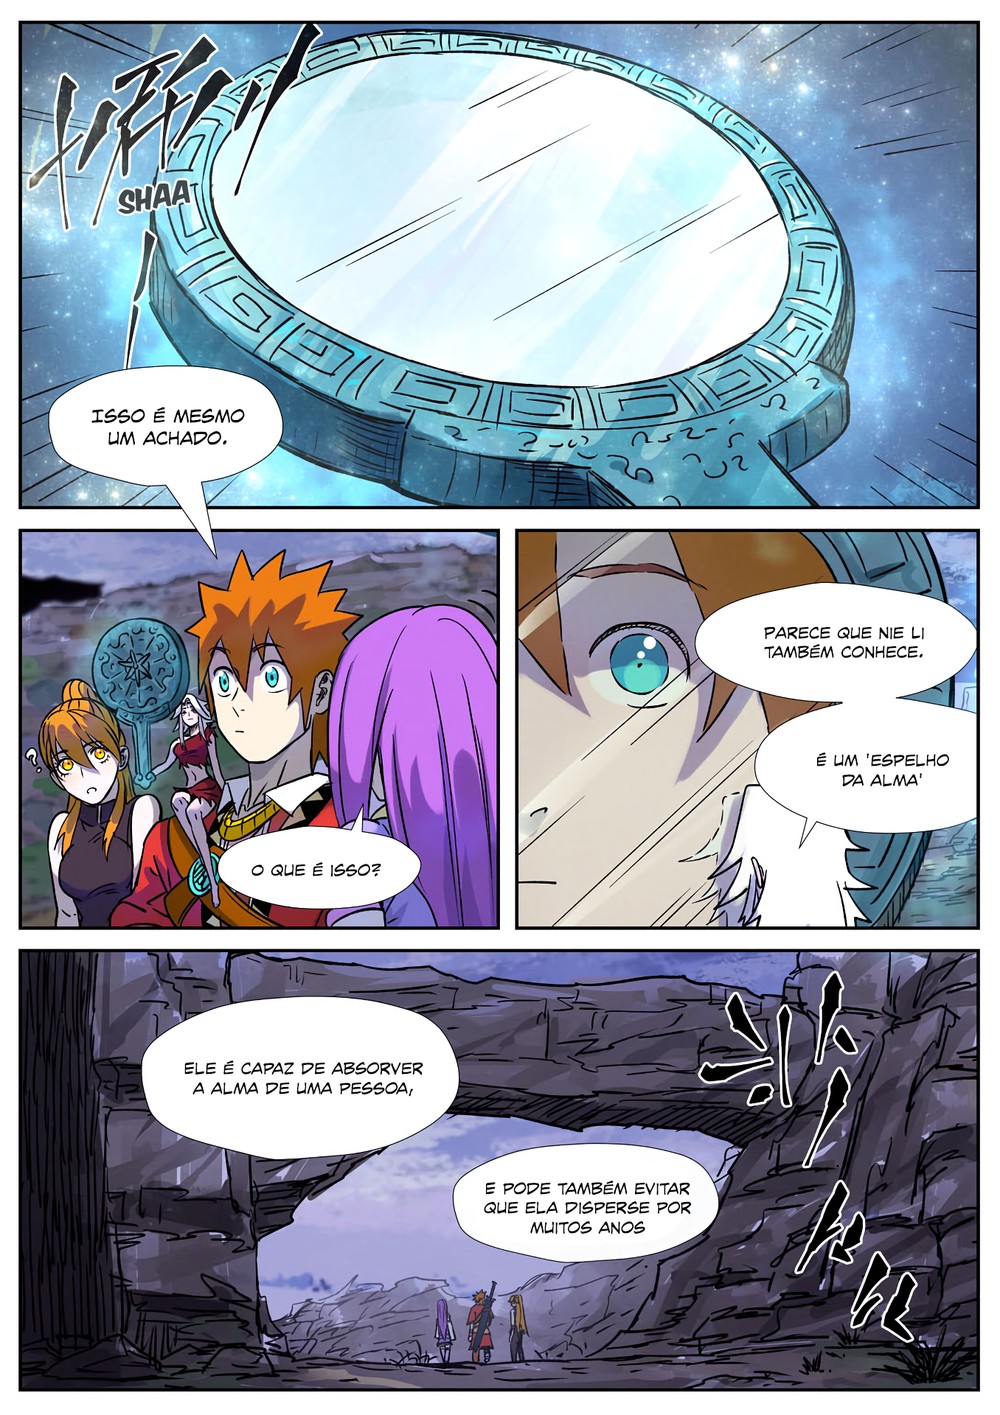 SHAA
ISSO É MESMO
UM ACHADO.
?
O QUE É ISSO?
PARECE QUE NIE LI
TAMBÉM CONHECE.
É UM 'ESPELHO
DA ALMA'
ELE É CAPAZ DE ABSORVER
A ALMA DE UMA PESSOA;
E PODE TAMBÉM EVITAR
QUE ELA DISPERSE POR
MUITOS ANOS